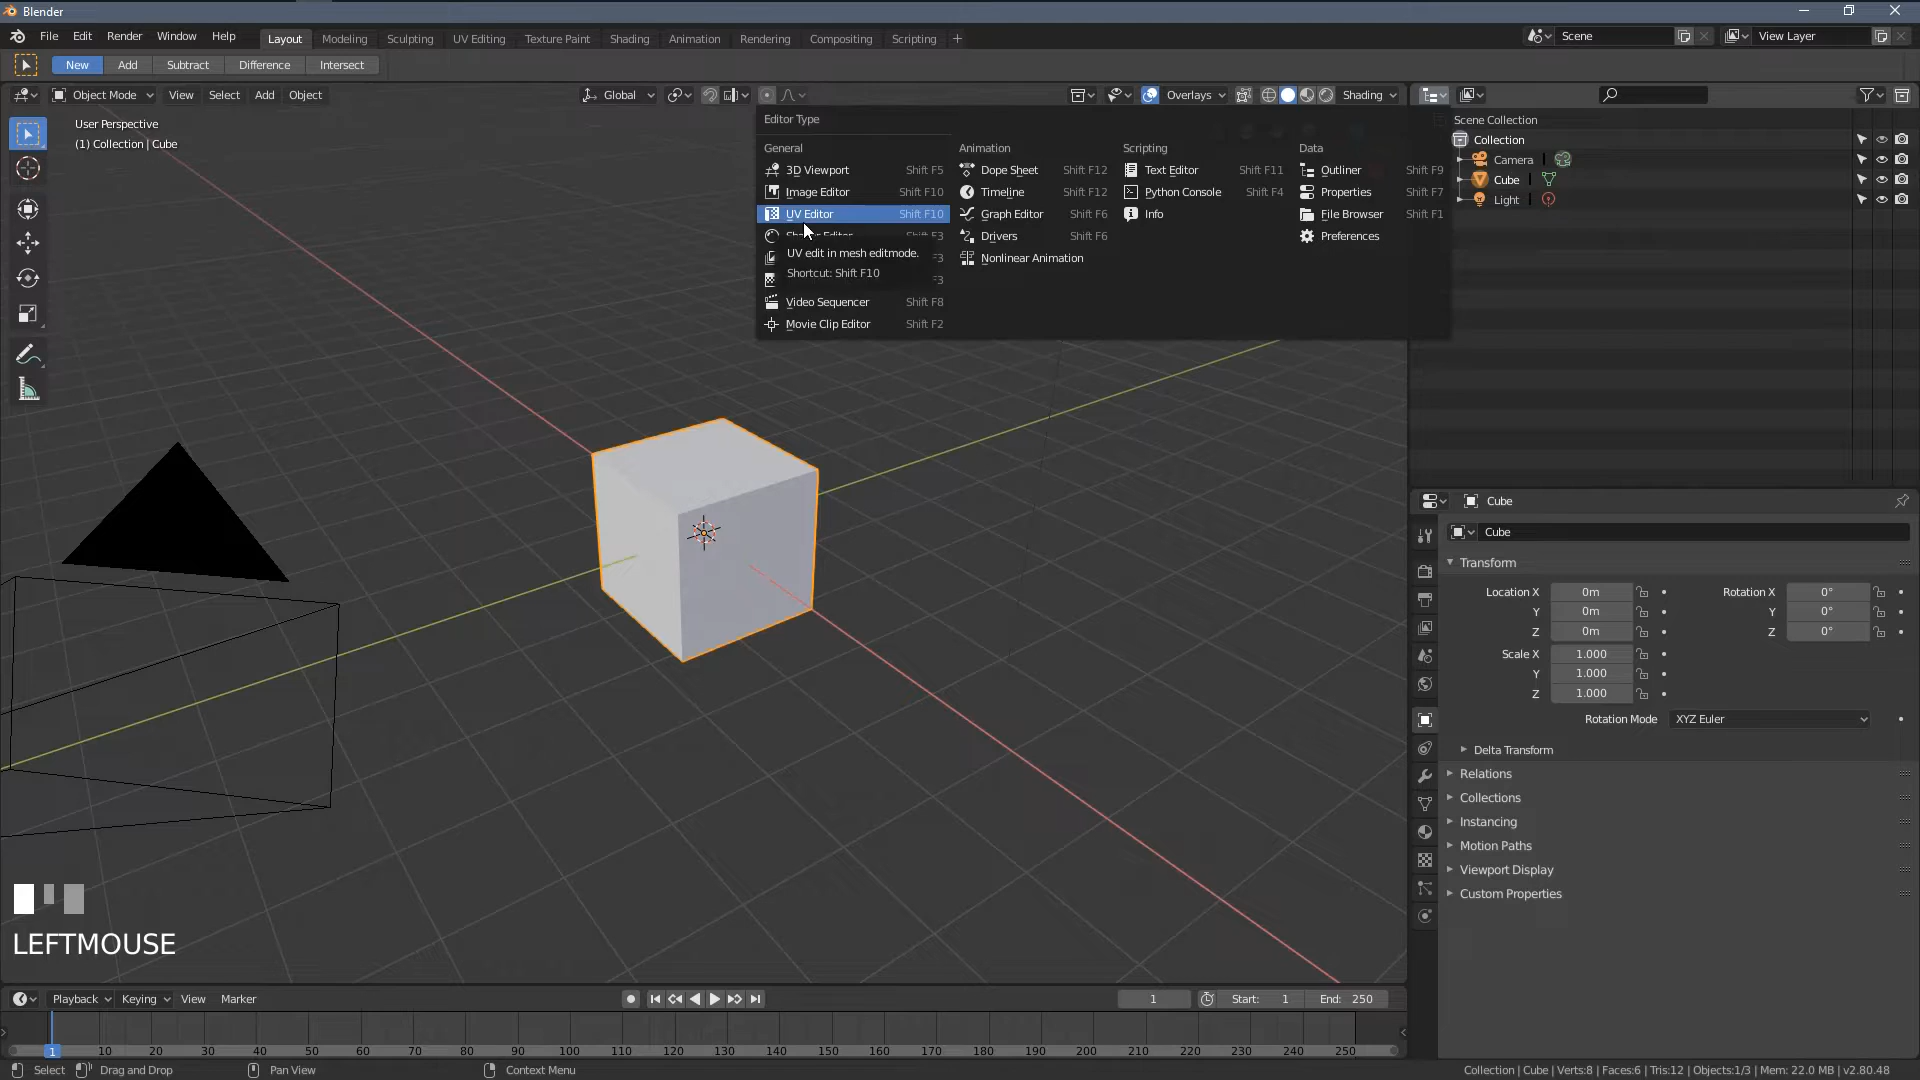 Blender
File Edit Render Window Help Layout Modeling Sculpting UV Editing Texture Paint Shading Animation Rendering Compositing Scripting + Scene View Layer
New Add Subtract Difference Intersect
Object Mode View Select Add Object Global Overlays Shading
User Perspective
(1) Collection | Cube
Editor Type
General Animation Scripting Data
3D Viewport Shift F5 Dope Sheet Shift F12 Text Editor Shift F11 Outliner Shift F9
Image Editor Shift F10 Timeline Shift F12 Python Console Shift F4 Properties Shift F7
UV Editor Shift F10 Graph Editor Shift F6 Info File Browser Shift F1
Shift F3 Drivers Shift F6 Preferences
UV edit in mesh editmode. F3 Nonlinear Animation
Shortcut: Shift F10 F3
Video Sequencer Shift F8
Movie Clip Editor Shift F2
Scene Collection
Collection
Camera
Cube
Light
Cube
Cube
Transform
Location X 0m Rotation X 0°
Y 0m Y 0°
Z 0m Z 0°
Scale X 1.000
Y 1.000
Z 1.000
Rotation Mode XYZ Euler
Delta Transform
Relations
Collections
Instancing
Motion Paths
Viewport Display
Custom Properties
LEFTMOUSE
Playback Keying View Marker 1 Start: 1 End: 250
1 10 20 30 40 50 60 70 80 90 100 110 120 130 140 150 160 170 180 190 200 210 220 230 240 250
Select Drag and Drop Pan View Context Menu Collection | Cube | Verts:8 | Faces:6 | Tris:12 | Objects:1/3 | Mem: 22.0 MB | v2.80.48